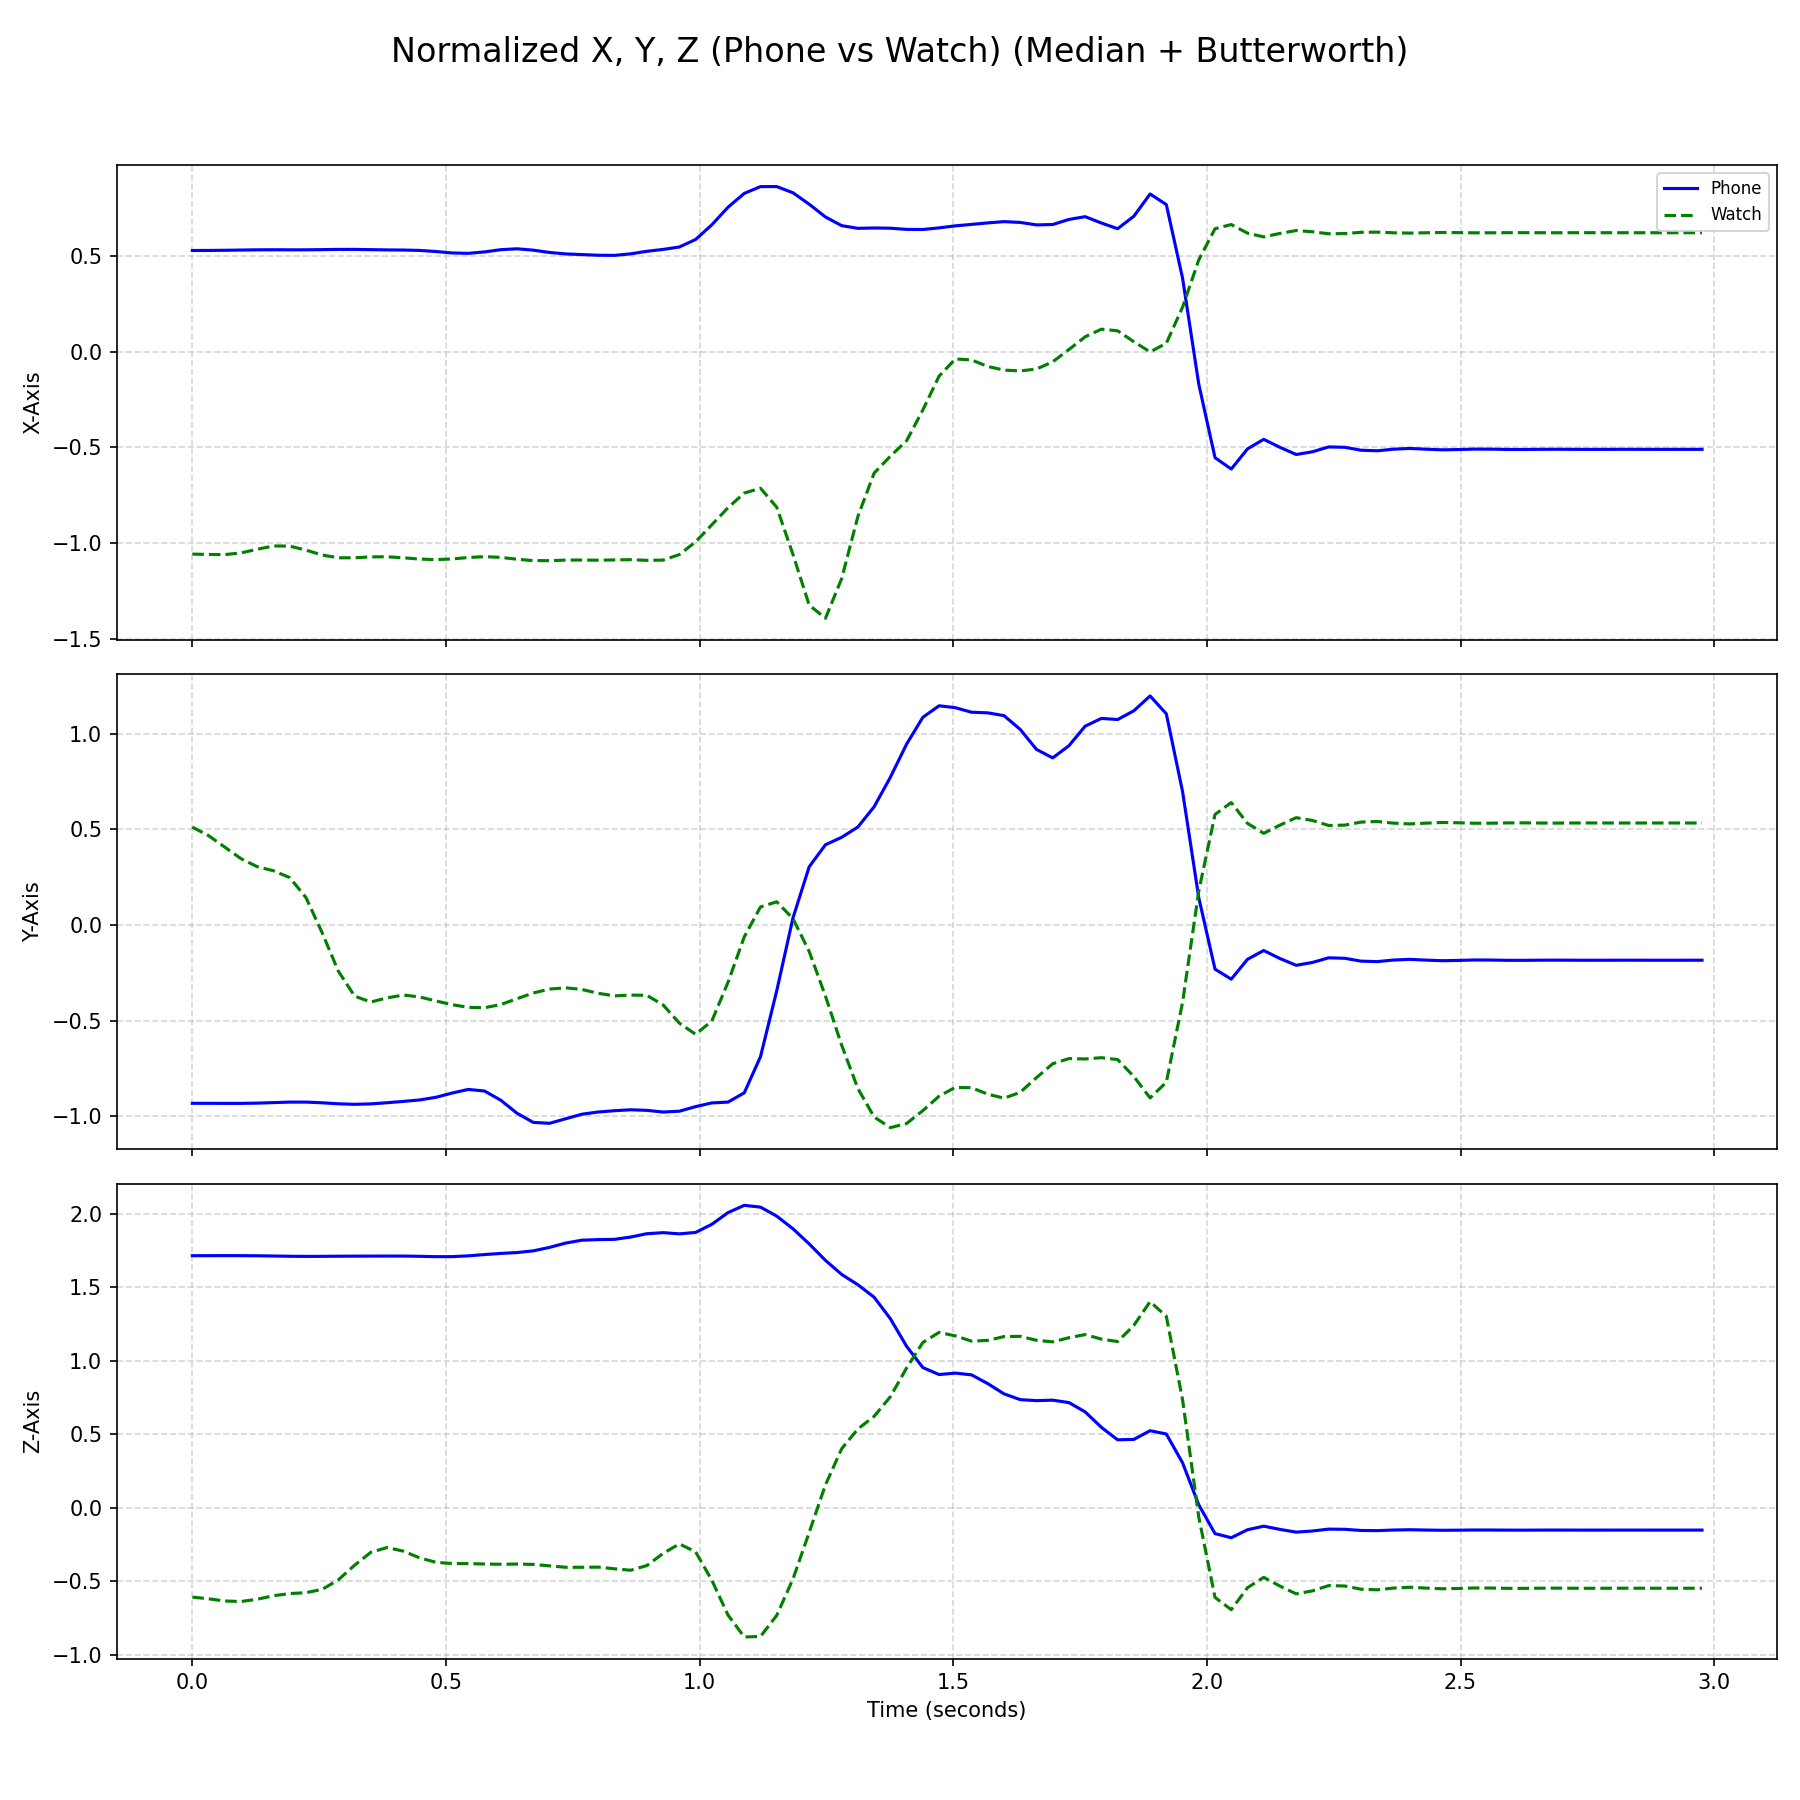 Normalized X, Y, Z (Phone vs Watch) (Median + Butterworth)
Phone
Watch
X-Axis
0.5
0.0
−0.5
−1.0
−1.5
Y-Axis
1.0
0.5
0.0
−0.5
−1.0
Z-Axis
2.0
1.5
1.0
0.5
0.0
−0.5
−1.0
0.0 0.5 1.0 1.5 2.0 2.5 3.0
Time (seconds)